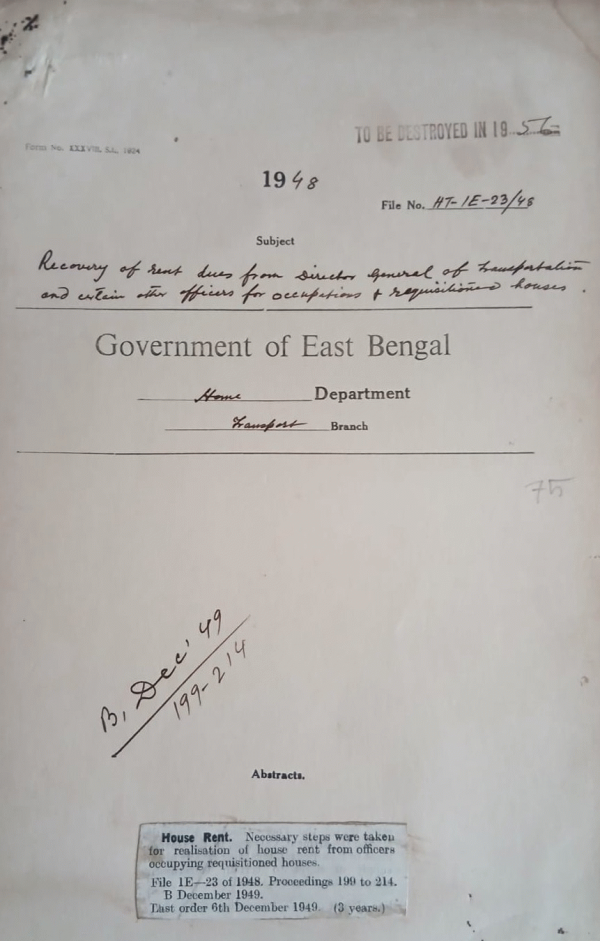 TO BE DESTROYED IN 19 56
Form No. XXXVIII.
1948
File No. HT-1E-23/48
Subject
Recovery of rent dues from Director General of Transportation
and certain other officers for occupations & requisitioned houses.
Government of East Bengal
Home Department
Transport Branch
75
B, Dec' 49
199-214
Abstracts.
House Rent. Necessary steps were taken
for realisation of house rent from officers
occupying requisitioned houses.
File 1E—23 of 1948. Proceedings 199 to 214.
B December 1949.
Last order 6th December 1949. (3 years.)